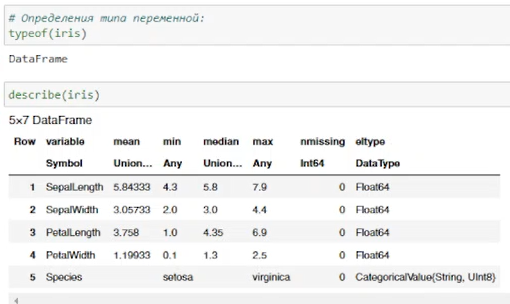 # Определения типа переменной:
typeof(iris)
DataFrame
describe(iris)
5×7 DataFrame
Row variable mean min median max nmissing eltype
Symbol Union… Any Union… Any Int64 DataType
1 SepalLength 5.84333 4.3 5.8 7.9 0 Float64
2 SepalWidth 3.05733 2.0 3.0 4.4 0 Float64
3 PetalLength 3.758 1.0 4.35 6.9 0 Float64
4 PetalWidth 1.19933 0.1 1.3 2.5 0 Float64
5 Species setosa virginica 0 CategoricalValue{String, UInt8}